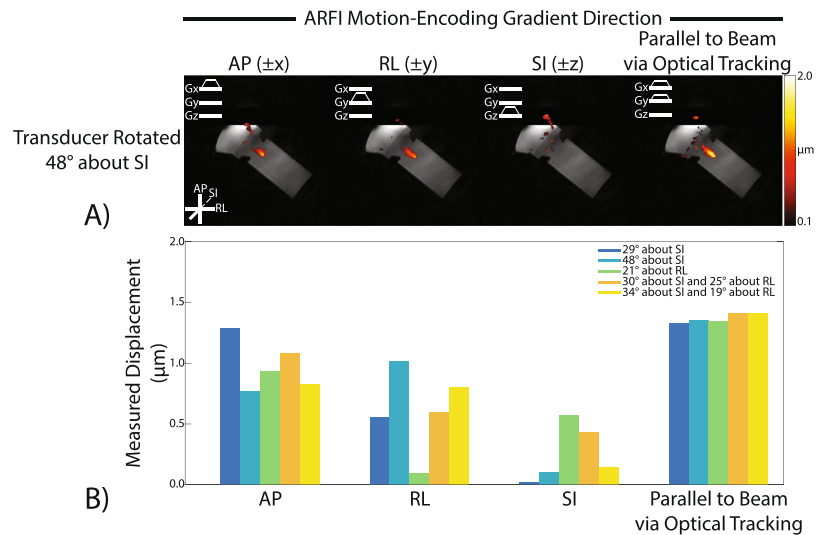 ARFI Motion-Encoding Gradient Direction
AP (±x)
RL (±y)
SI (±z)
Parallel to Beam
via Optical Tracking
Gx
Gy
Gz
Gx
Gy
Gz
Gx
Gy
Gz
Gx
Gy
Gz
2.0
μm
0.1
Transducer Rotated
48° about SI
AP
SI
RL
A)
2.0
1.5
1.0
0.5
0.0
Measured Displacement
(μm)
29° about SI
48° about SI
21° about RL
30° about SI and 25° about RL
34° about SI and 19° about RL
B)
AP
RL
SI
Parallel to Beam
via Optical Tracking